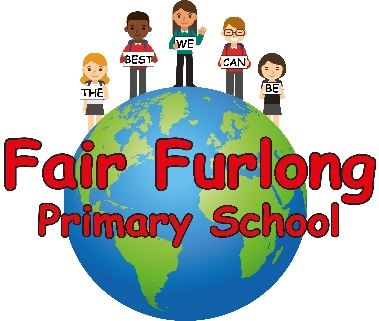 THE BEST WE CAN BE
Fair Furlong
Primary School